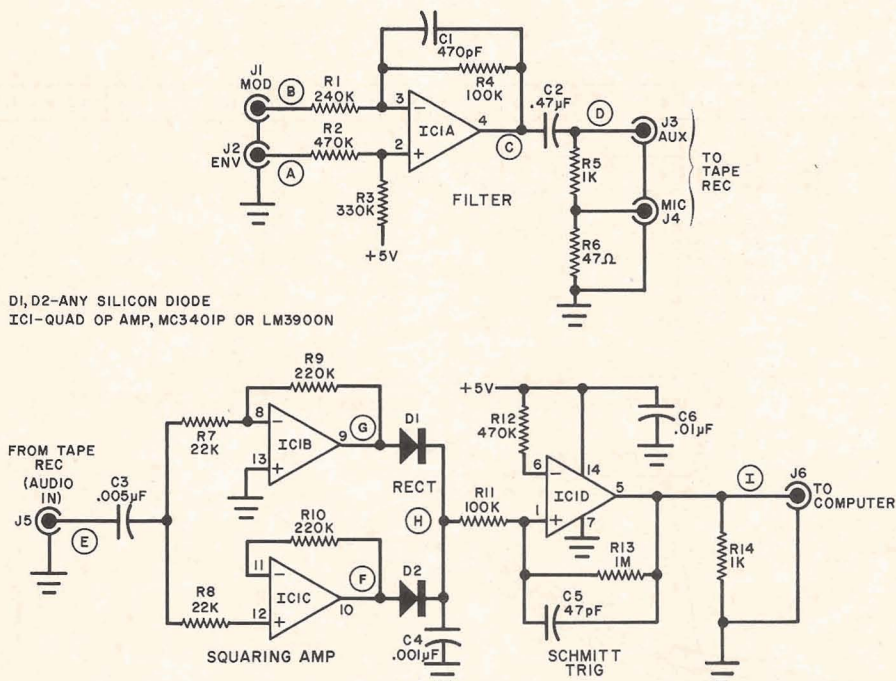 C1
470pF
J1
MOD
B
R1
240K
R4
100K
C2
.47µF
D
3
−
IC1A
4
C
J3
AUX
J2
ENV
A
R2
470K
2
+
R5
1K
TO
TAPE
REC
R3
330K
FILTER
MIC
J4
+5V
R6
47Ω
D1, D2-ANY SILICON DIODE
IC1-QUAD OP AMP, MC3401P OR LM3900N
R9
220K
R7
22K
8
−
IC1B
9
G
D1
13
+
RECT
FROM TAPE
REC
(AUDIO
IN)
C3
.005µF
J5
E
H
R10
220K
11
−
IC1C
F
D2
R8
22K
12
+
10
C4
.001µF
SQUARING AMP
+5V
R12
470K
C6
.01µF
6
−
14
IC1D
5
I
J6
TO
COMPUTER
R11
100K
1
+
7
R13
1M
R14
1K
C5
47pF
SCHMITT
TRIG